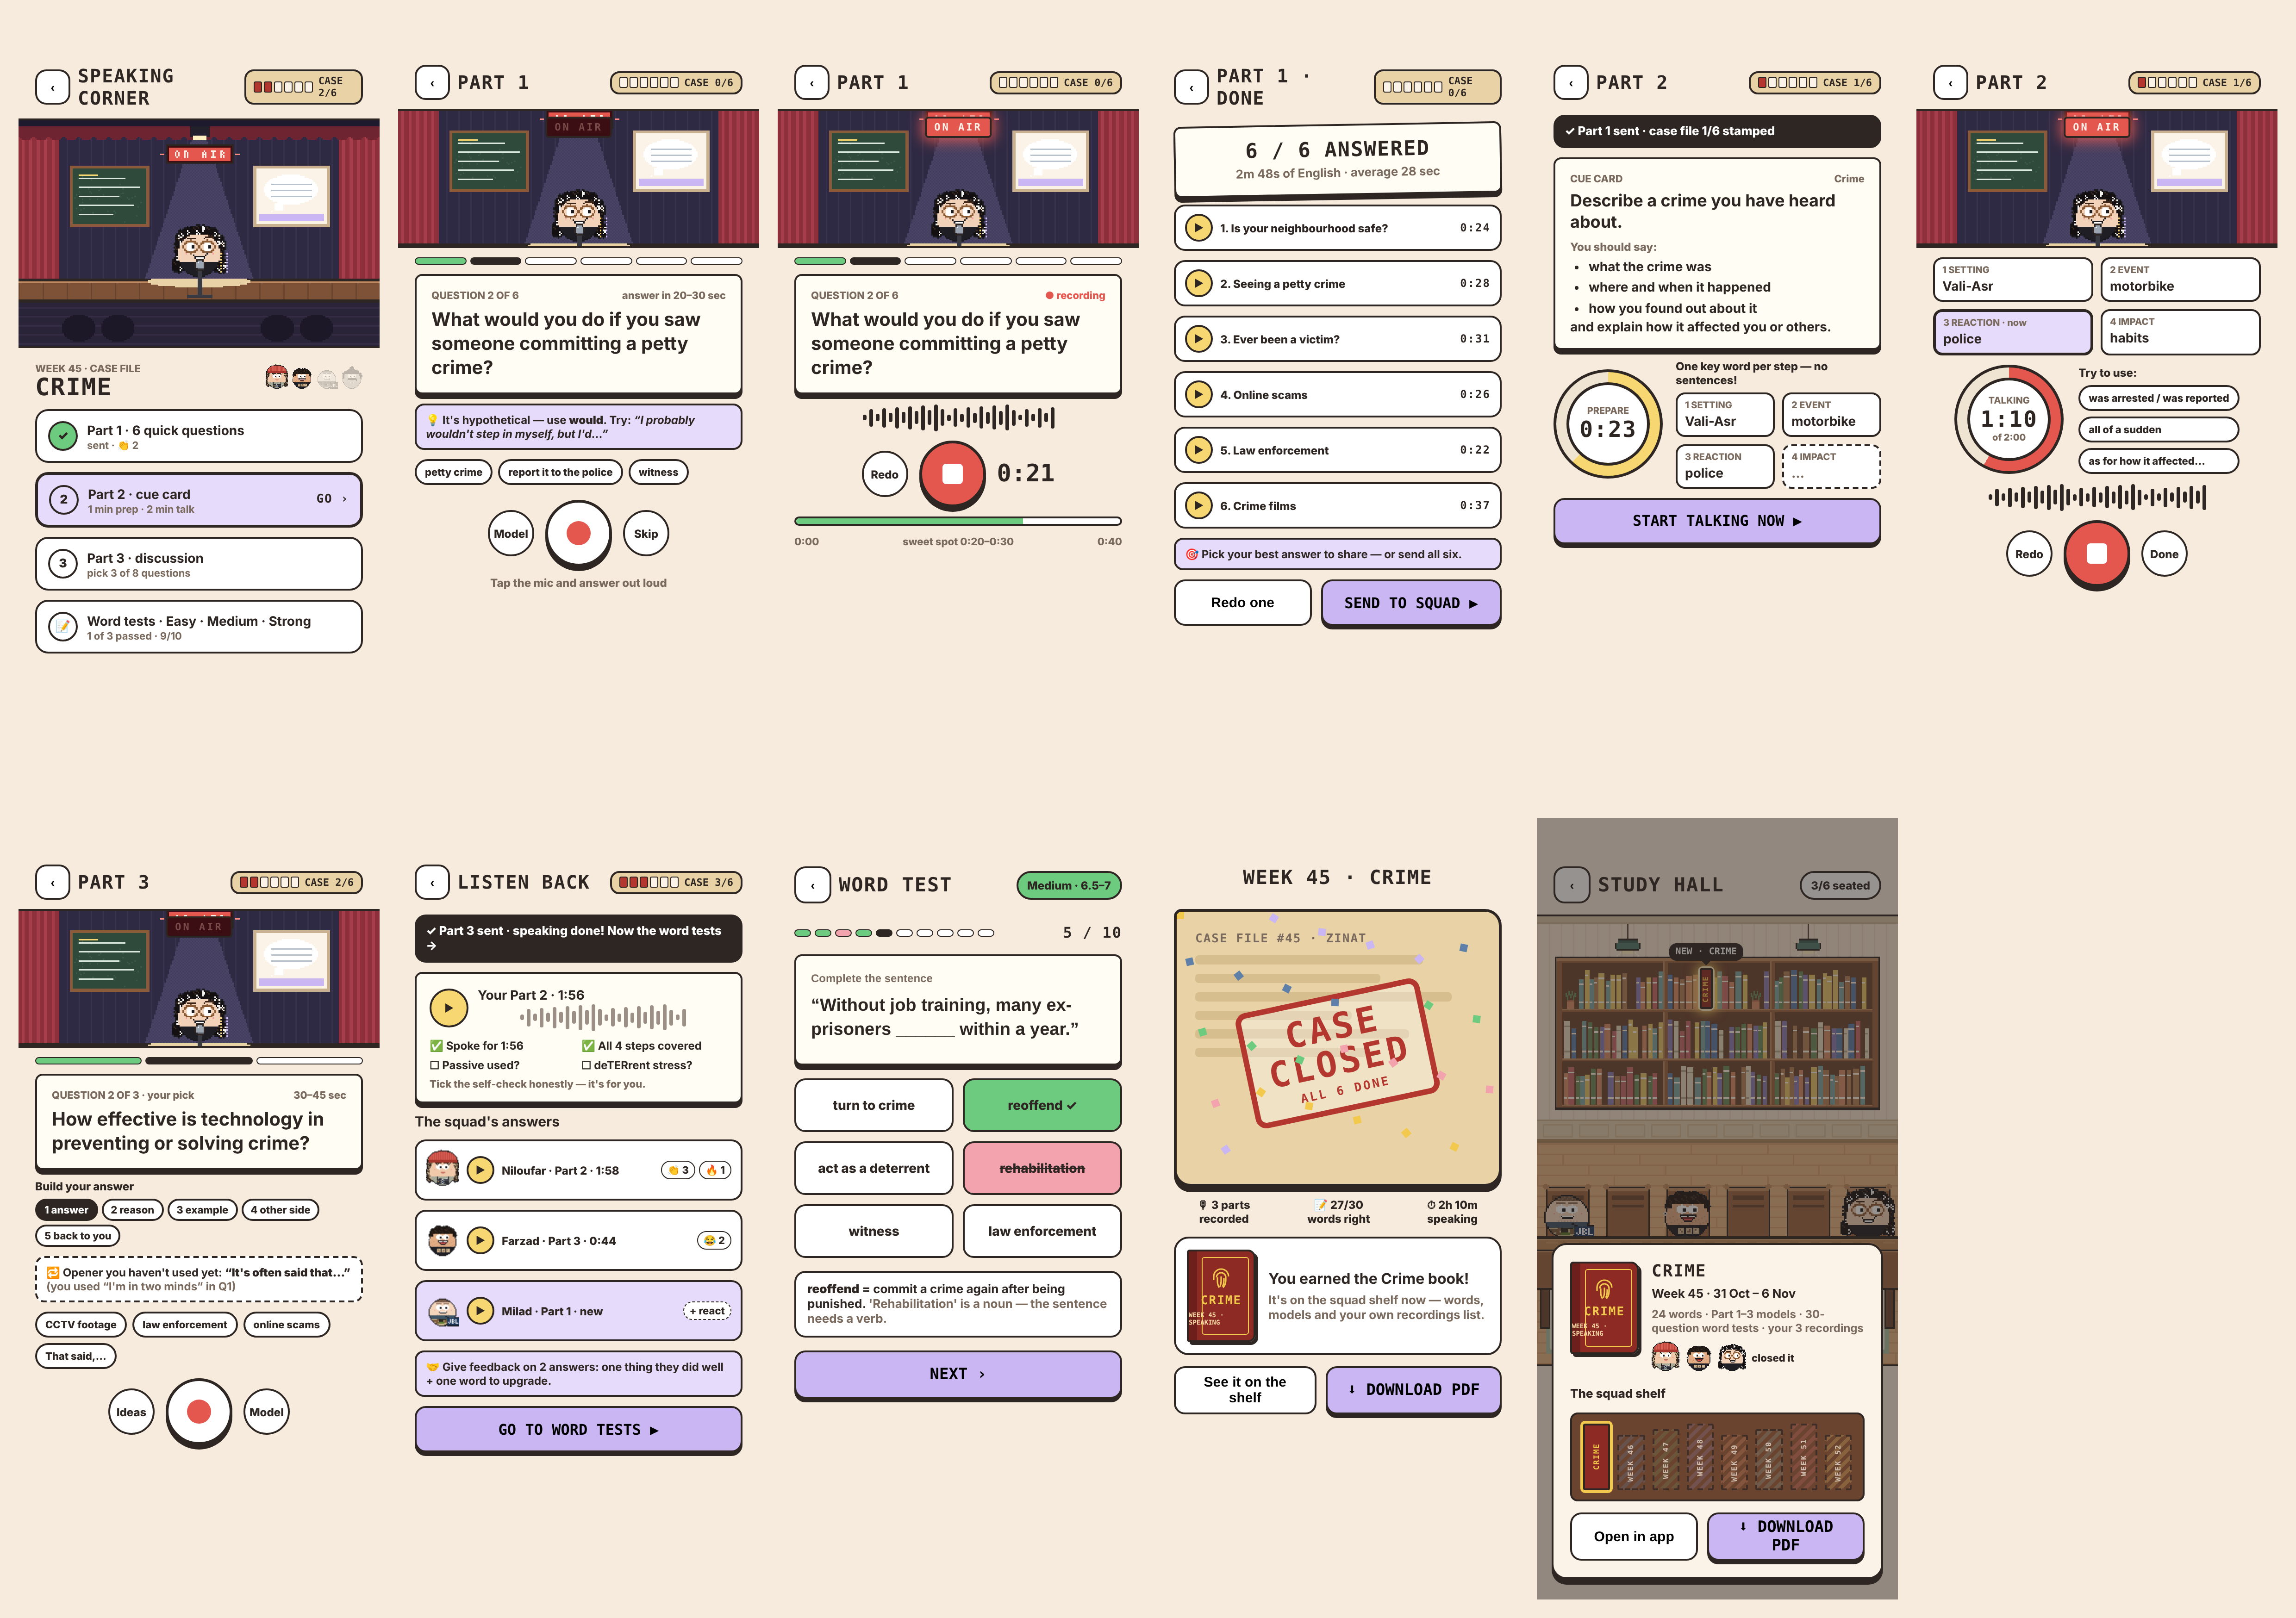 ‹
SPEAKING
CORNER
CASE
2/6
ON AIR
WEEK 45 · CASE FILE
CRIME
✓
Part 1 · 6 quick questions
sent · 👏 2
2
Part 2 · cue card
1 min prep · 2 min talk
GO ›
3
Part 3 · discussion
pick 3 of 8 questions
📝
Word tests · Easy · Medium · Strong
1 of 3 passed · 9/10
‹
PART 1
CASE 0/6
ON AIR
QUESTION 2 OF 6
answer in 20–30 sec
What would you do if you saw
someone committing a petty
crime?
💡 It's hypothetical — use would. Try: “I probably
wouldn't step in myself, but I'd…”
petty crime
report it to the police
witness
Model
Skip
Tap the mic and answer out loud
‹
PART 1
CASE 0/6
ON AIR
QUESTION 2 OF 6
● recording
What would you do if you saw
someone committing a petty
crime?
Redo
0:21
0:00
sweet spot 0:20–0:30
0:40
‹
PART 1 ·
DONE
CASE
0/6
6 / 6 ANSWERED
2m 48s of English · average 28 sec
1. Is your neighbourhood safe?
0:24
2. Seeing a petty crime
0:28
3. Ever been a victim?
0:31
4. Online scams
0:26
5. Law enforcement
0:22
6. Crime films
0:37
🎯 Pick your best answer to share — or send all six.
Redo one
SEND TO SQUAD ▶
‹
PART 2
CASE 1/6
✓ Part 1 sent · case file 1/6 stamped
CUE CARD
Crime
Describe a crime you have heard
about.
You should say:
• what the crime was
• where and when it happened
• how you found out about it
and explain how it affected you or others.
PREPARE
0:23
One key word per step — no
sentences!
1 SETTING
Vali-Asr
2 EVENT
motorbike
3 REACTION
police
4 IMPACT
…
START TALKING NOW ▶
‹
PART 2
CASE 1/6
ON AIR
1 SETTING
Vali-Asr
2 EVENT
motorbike
3 REACTION · now
police
4 IMPACT
habits
TALKING
1:10
of 2:00
Try to use:
was arrested / was reported
all of a sudden
as for how it affected…
Redo
Done
‹
PART 3
CASE 2/6
ON AIR
QUESTION 2 OF 3 · your pick
30–45 sec
How effective is technology in
preventing or solving crime?
Build your answer
1 answer
2 reason
3 example
4 other side
5 back to you
🔁 Opener you haven't used yet: “It's often said that…”
(you used “I'm in two minds” in Q1)
CCTV footage
law enforcement
online scams
That said,…
Ideas
Model
‹
LISTEN BACK
CASE 3/6
✓ Part 3 sent · speaking done! Now the word tests
→
Your Part 2 · 1:56
✅ Spoke for 1:56
✅ All 4 steps covered
☐ Passive used?
☐ deTERrent stress?
Tick the self-check honestly — it's for you.
The squad's answers
Niloufar · Part 2 · 1:58
👏 3
🔥 1
Farzad · Part 3 · 0:44
😂 2
JBL
Milad · Part 1 · new
+ react
🤝 Give feedback on 2 answers: one thing they did well
+ one word to upgrade.
GO TO WORD TESTS ▶
‹
WORD TEST
Medium · 6.5–7
5 / 10
Complete the sentence
“Without job training, many ex-
prisoners ______ within a year.”
turn to crime
reoffend ✓
act as a deterrent
rehabilitation
witness
law enforcement
reoffend = commit a crime again after being
punished. 'Rehabilitation' is a noun — the sentence
needs a verb.
NEXT ›
WEEK 45 · CRIME
CASE FILE #45 · ZINAT
CASE
CLOSED
ALL 6 DONE
🎙 3 parts
recorded
📝 27/30
words right
⏱ 2h 10m
speaking
CRIME
WEEK 45 ·
SPEAKING
You earned the Crime book!
It's on the squad shelf now — words,
models and your own recordings list.
See it on the
shelf
⬇ DOWNLOAD PDF
‹
STUDY HALL
3/6 seated
NEW · CRIME
CRIME
JBL
CRIME
WEEK 45 ·
SPEAKING
CRIME
Week 45 · 31 Oct – 6 Nov
24 words · Part 1–3 models · 30-
question word tests · your 3 recordings
closed it
The squad shelf
CRIME
WEEK 46
WEEK 47
WEEK 48
WEEK 49
WEEK 50
WEEK 51
WEEK 52
Open in app
⬇ DOWNLOAD
PDF